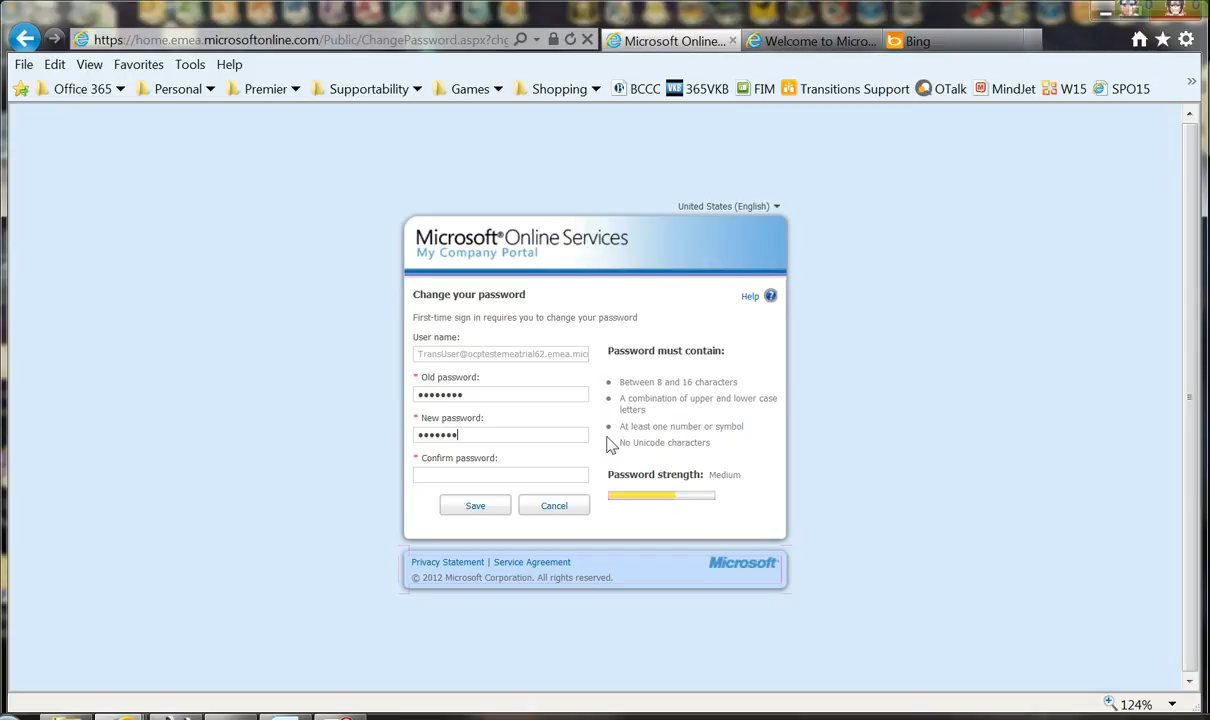 https://home.emea.microsoftonline.com/Public/ChangePassword.aspx?chg
Microsoft Online...
Welcome to Micro...
Bing
File Edit View Favorites Tools Help
Office 365 Personal Premier Supportability Games Shopping BCCC 365VKB FIM Transitions Support OTalk MindJet W15 SPO15
United States (English)
Microsoft® Online Services
My Company Portal
Change your password
Help
First-time sign in requires you to change your password
User name:
TransUser@ocptestemeatrial62.emea.mic
Old password:
New password:
Confirm password:
Save Cancel
Password must contain:
Between 8 and 16 characters
A combination of upper and lower case
letters
At least one number or symbol
No Unicode characters
Password strength: Medium
Privacy Statement | Service Agreement
© 2012 Microsoft Corporation. All rights reserved.
Microsoft
124%